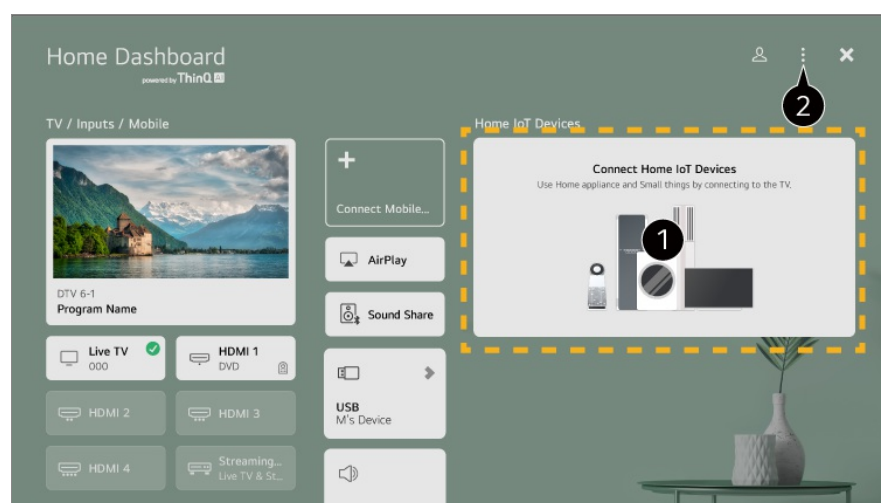 Home Dashboard
powered by ThinQ AI
2
TV / Inputs / Mobile
Home IoT Devices
DTV 6-1
Program Name
Live TV
000
HDMI 1
DVD
HDMI 2
HDMI 3
HDMI 4
Streaming...
Live TV & St...
Connect Mobile...
AirPlay
Sound Share
USB
M's Device
Connect Home IoT Devices
Use Home appliance and Small things by connecting to the TV.
1